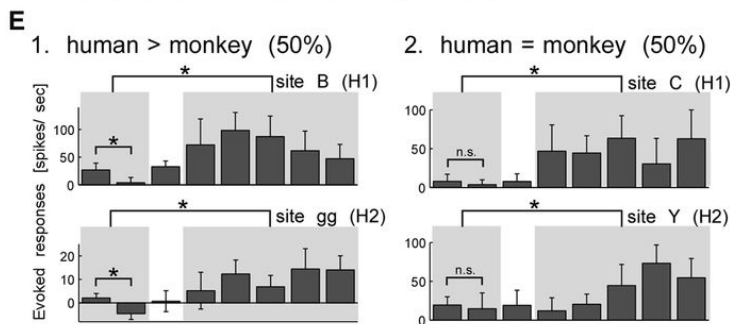 E
1. human > monkey (50%)
2. human = monkey (50%)
*
site B (H1)
*
site C (H1)
Evoked responses [spikes/ sec]
100
50
0
*
100
50
0
n.s.
*
site gg (H2)
*
site Y (H2)
20
10
0
*
100
50
0
n.s.